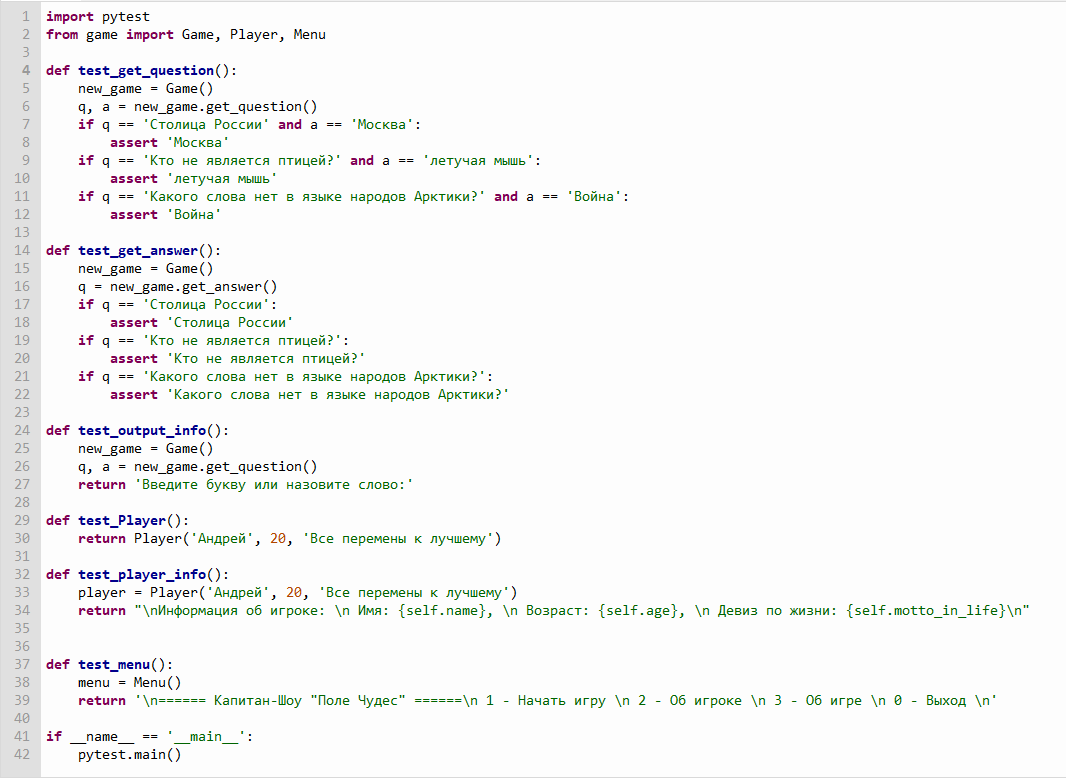 1 import pytest
2 from game import Game, Player, Menu
3
4 def test_get_question():
5     new_game = Game()
6     q, a = new_game.get_question()
7     if q == 'Столица России' and a == 'Москва':
8         assert 'Москва'
9     if q == 'Кто не является птицей?' and a == 'летучая мышь':
10         assert 'летучая мышь'
11     if q == 'Какого слова нет в языке народов Арктики?' and a == 'Война':
12         assert 'Война'
13
14 def test_get_answer():
15     new_game = Game()
16     q = new_game.get_answer()
17     if q == 'Столица России':
18         assert 'Столица России'
19     if q == 'Кто не является птицей?':
20         assert 'Кто не является птицей?'
21     if q == 'Какого слова нет в языке народов Арктики?':
22         assert 'Какого слова нет в языке народов Арктики?'
23
24 def test_output_info():
25     new_game = Game()
26     q, a = new_game.get_question()
27     return 'Введите букву или назовите слово:'
28
29 def test_Player():
30     return Player('Андрей', 20, 'Все перемены к лучшему')
31
32 def test_player_info():
33     player = Player('Андрей', 20, 'Все перемены к лучшему')
34     return "\nИнформация об игроке: \n Имя: {self.name}, \n Возраст: {self.age}, \n Девиз по жизни: {self.motto_in_life}\n"
35
36
37 def test_menu():
38     menu = Menu()
39     return '\n====== Капитан-Шоу "Поле Чудес" ======\n 1 - Начать игру \n 2 - Об игроке \n 3 - Об игре \n 0 - Выход \n'
40
41 if __name__ == '__main__':
42     pytest.main()